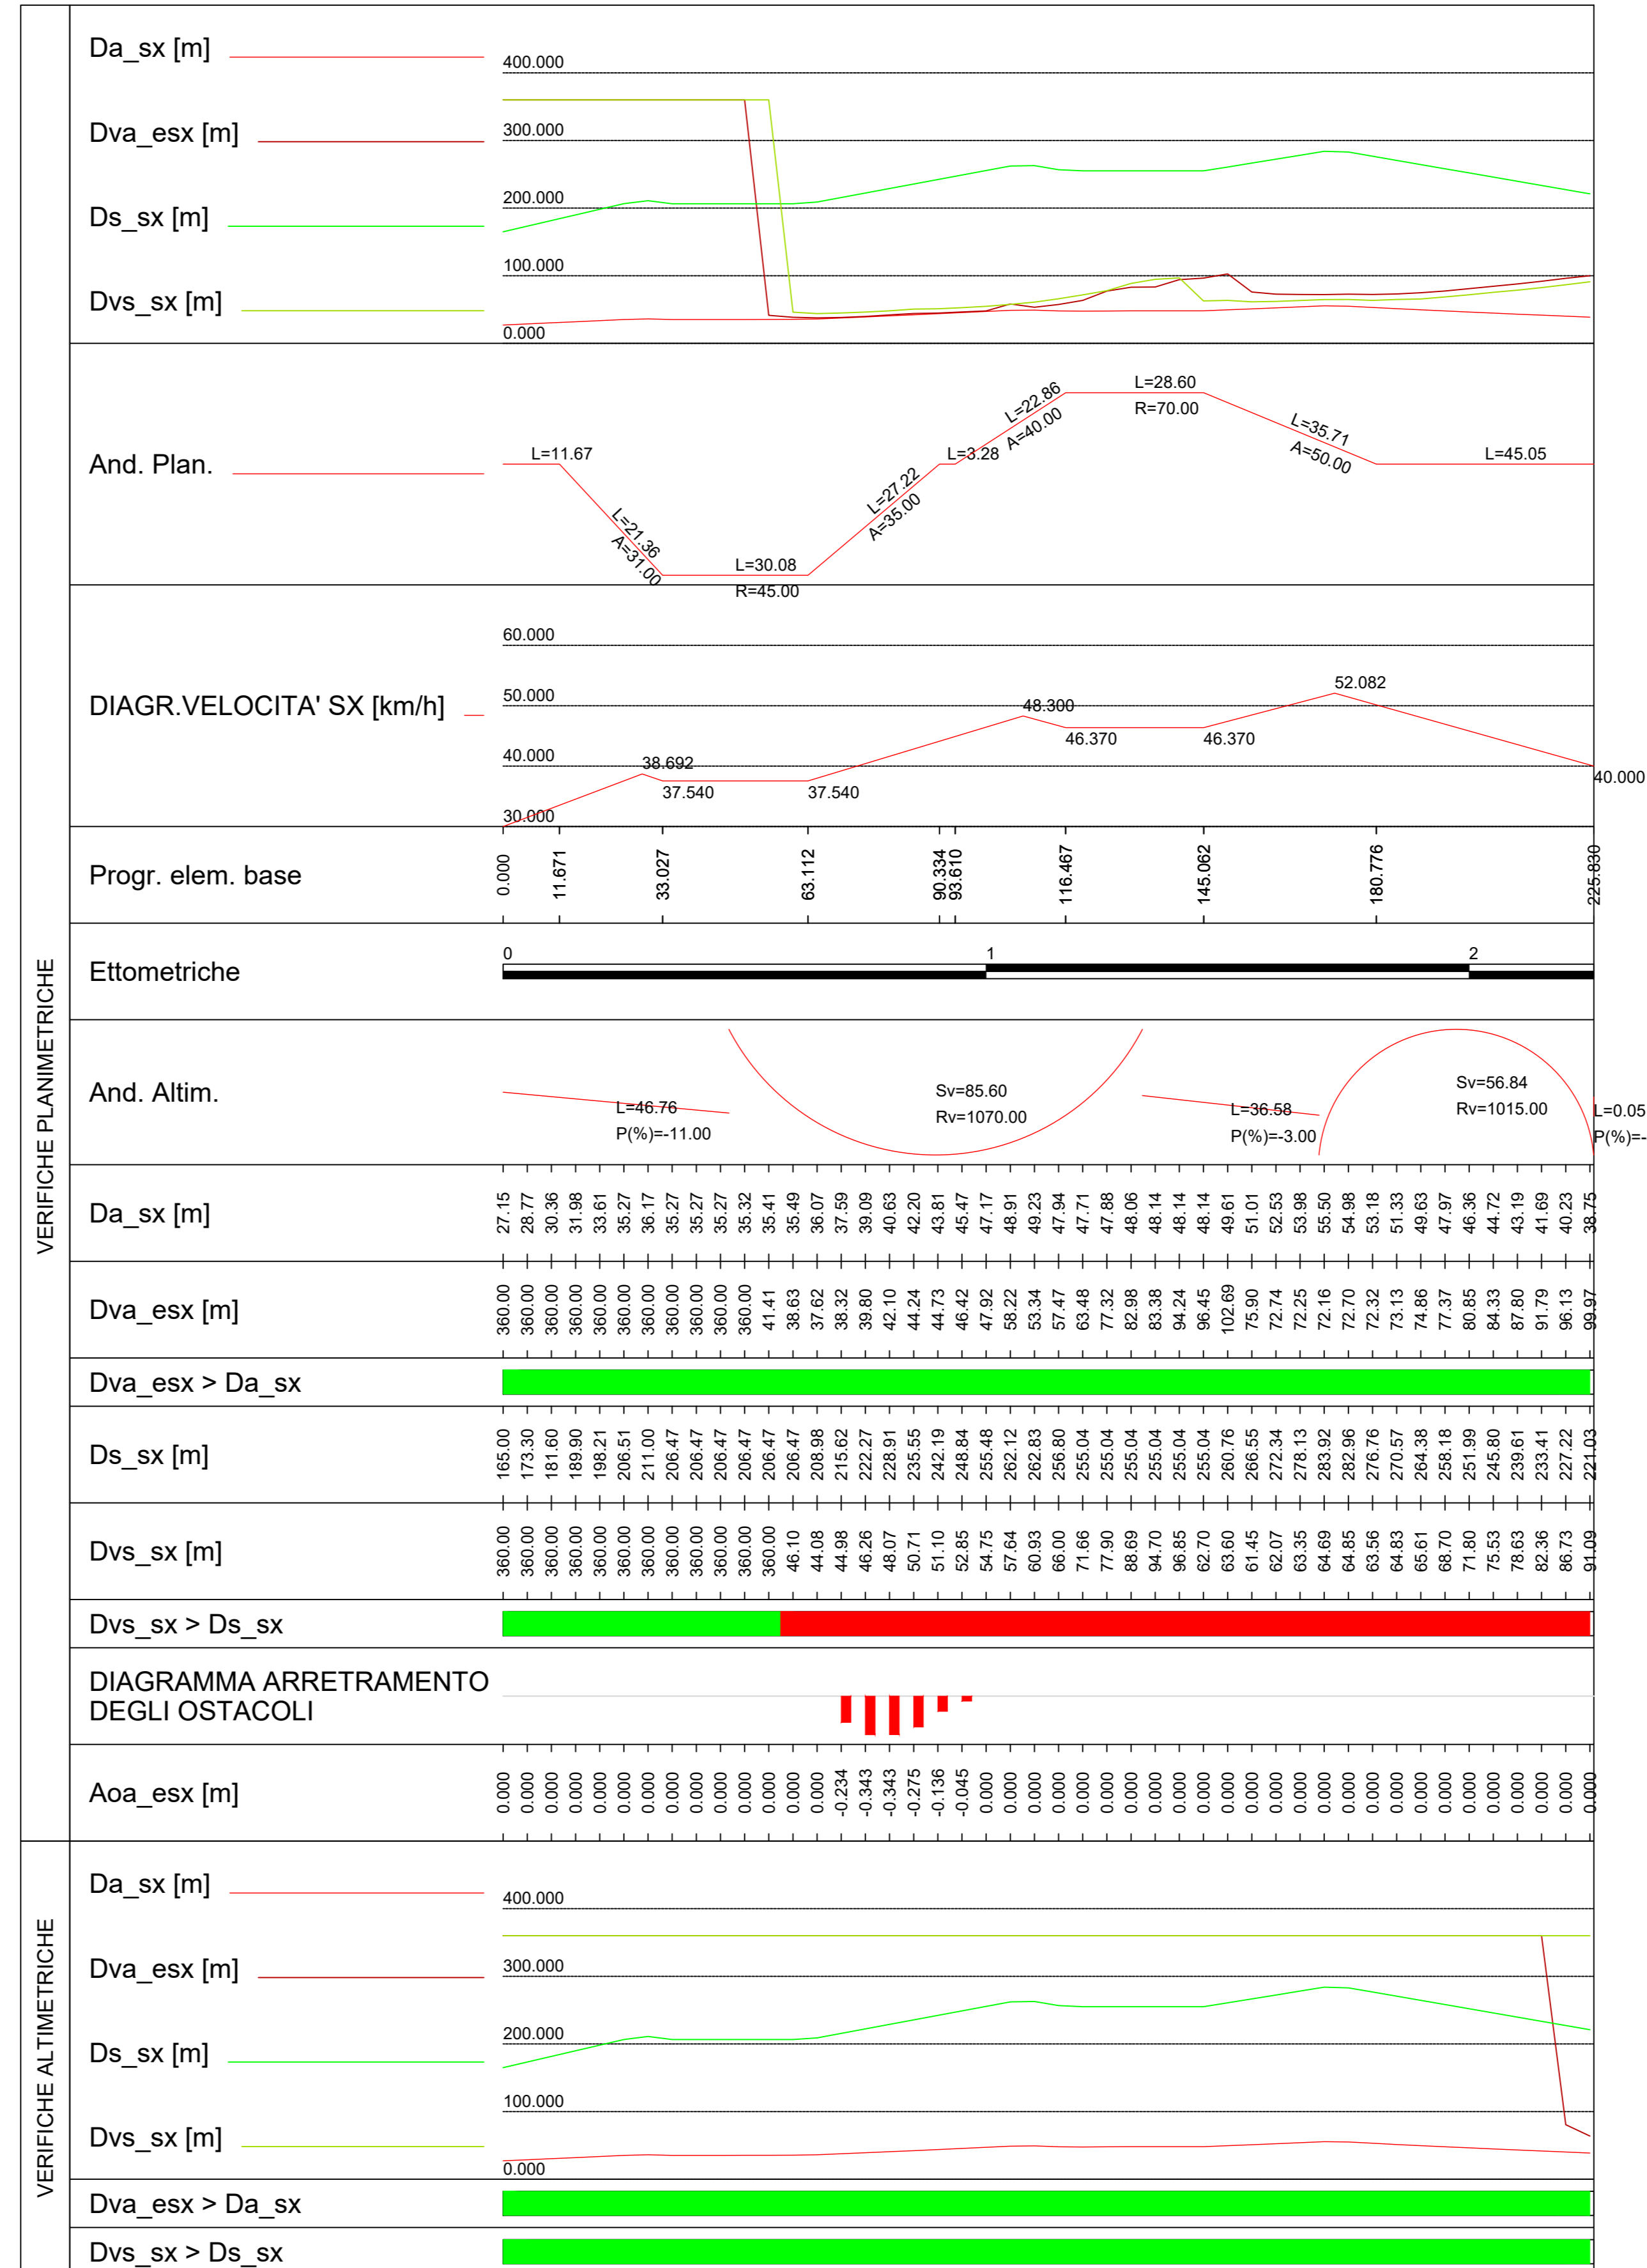 VERIFICHE PLANIMETRICHE
Da_sx [m]
Dva_esx [m]
Ds_sx [m]
Dvs_sx [m]
400.000
300.000
200.000
100.000
0.000
And. Plan.
L=11.67
L=21.36
A=31.00
L=30.08
R=45.00
L=27.22
A=35.00
L=3.28
L=22.86
A=40.00
L=28.60
R=70.00
L=35.71
A=50.00
L=45.05
DIAGR.VELOCITA' SX [km/h]
60.000
50.000
40.000
30.000
38.692
37.540
37.540
48.300
46.370
46.370
52.082
40.000
Progr. elem. base
0.000 11.671 33.027 63.112 90.334 93.610 116.467 145.062 180.776 225.830
Ettometriche
0 1 2
And. Altim.
L=46.76
P(%)=-11.00
Sv=85.60
Rv=1070.00
L=36.58
P(%)=-3.00
Sv=56.84
Rv=1015.00
L=0.05
P(%)=-
Da_sx [m]
27.15 28.77 30.36 31.98 33.61 35.27 36.17 35.27 35.27 35.27 35.32 35.41 35.49 36.07 37.59 39.09 40.63 42.20 43.81 45.47 47.17 48.91 49.23 47.94 47.71 47.88 48.06 48.14 48.14 48.14 49.61 51.01 52.53 53.98 55.50 54.98 53.18 51.33 49.63 47.97 46.36 44.72 43.19 41.69 40.23 38.75
Dva_esx [m]
360.00 360.00 360.00 360.00 360.00 360.00 360.00 360.00 360.00 360.00 360.00 41.41 38.63 37.62 38.32 39.80 42.10 44.24 44.73 46.42 47.92 58.22 53.34 57.47 63.48 77.32 82.98 83.38 94.24 96.45 102.69 75.90 72.74 72.25 72.16 72.70 72.32 73.13 74.86 77.37 80.85 84.33 87.80 91.79 96.13 99.97
Dva_esx > Da_sx
Ds_sx [m]
165.00 173.30 181.60 189.90 198.21 206.51 211.00 206.47 206.47 206.47 206.47 206.47 206.47 208.98 215.62 222.27 228.91 235.55 242.19 248.84 255.48 262.12 262.83 256.80 255.04 255.04 255.04 255.04 255.04 255.04 260.76 266.55 272.34 278.13 283.92 282.96 276.76 270.57 264.38 258.18 251.99 245.80 239.61 233.41 227.22 221.03
Dvs_sx [m]
360.00 360.00 360.00 360.00 360.00 360.00 360.00 360.00 360.00 360.00 360.00 360.00 46.10 44.08 44.98 46.26 48.07 50.71 51.10 52.85 54.75 57.64 60.93 66.00 71.66 77.90 88.69 94.70 96.85 62.70 63.60 61.45 62.07 63.35 64.69 64.85 63.56 64.83 65.61 68.70 71.80 75.53 78.63 82.36 86.73 91.09
Dvs_sx > Ds_sx
DIAGRAMMA ARRETRAMENTO
DEGLI OSTACOLI
Aoa_esx [m]
0.000 0.000 0.000 0.000 0.000 0.000 0.000 0.000 0.000 0.000 0.000 0.000 0.000 0.000 -0.234 -0.343 -0.343 -0.275 -0.136 -0.045 0.000 0.000 0.000 0.000 0.000 0.000 0.000 0.000 0.000 0.000 0.000 0.000 0.000 0.000 0.000 0.000 0.000 0.000 0.000 0.000 0.000 0.000 0.000 0.000 0.000 0.000
VERIFICHE ALTIMETRICHE
Da_sx [m]
Dva_esx [m]
Ds_sx [m]
Dvs_sx [m]
400.000
300.000
200.000
100.000
0.000
Dva_esx > Da_sx
Dvs_sx > Ds_sx